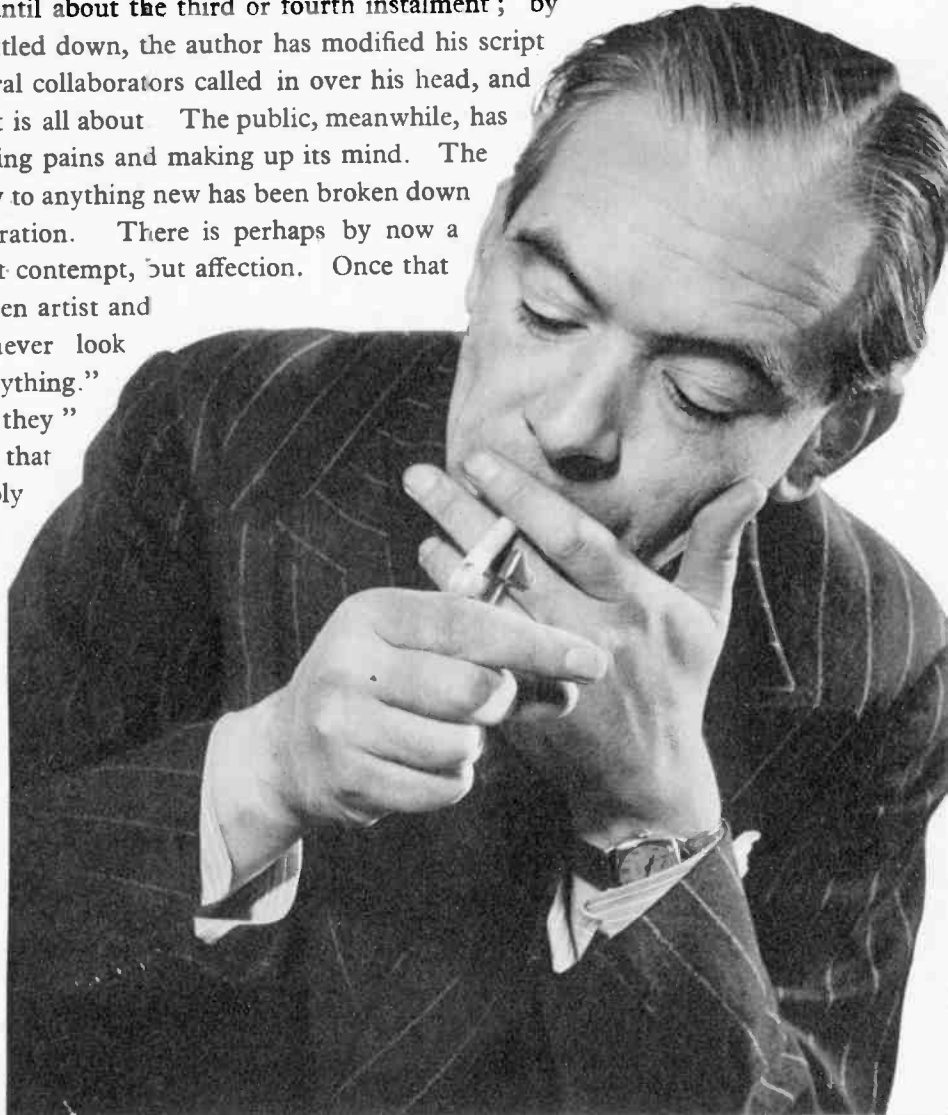 ntil about the third or fourth instalment ; by
tled down, the author has modified his script
ral collaborators called in over his head, and
t is all about The public, meanwhile, has
ing pains and making up its mind. The
y to anything new has been broken down
ration. There is perhaps by now a
t contempt, but affection. Once that
en artist and
never look
ything.”
they ”
that
ly